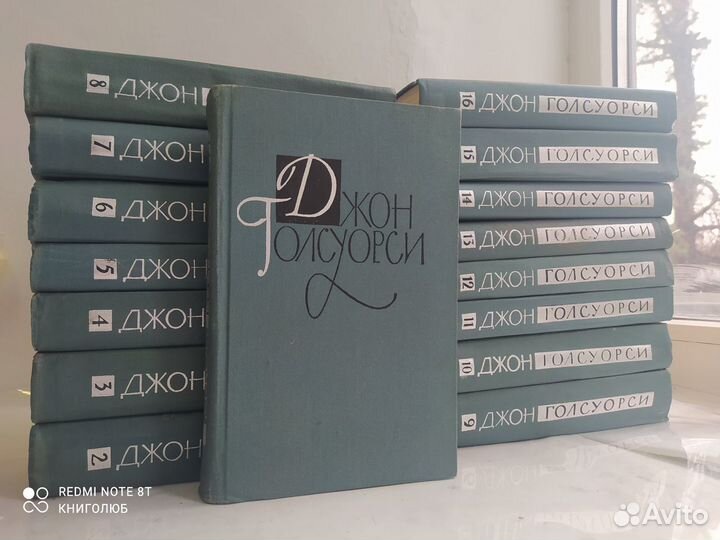 8 ДЖОН
7 ДЖОН
6 ДЖОН
5 ДЖОН
4 ДЖОН
3 ДЖОН
2 ДЖОН
ДЖОН
ГОЛСУОРСИ
16 ДЖОН ГОЛСУОРСИ
15 ДЖОН ГОЛСУОРСИ
14 ДЖОН ГОЛСУОРСИ
13 ДЖОН ГОЛСУОРСИ
12 ДЖОН ГОЛСУОРСИ
11 ДЖОН ГОЛСУОРСИ
10 ДЖОН ГОЛСУОРСИ
9 ДЖОН ГОЛСУОРСИ
REDMI NOTE 8T
КНИГОЛЮБ
Avito